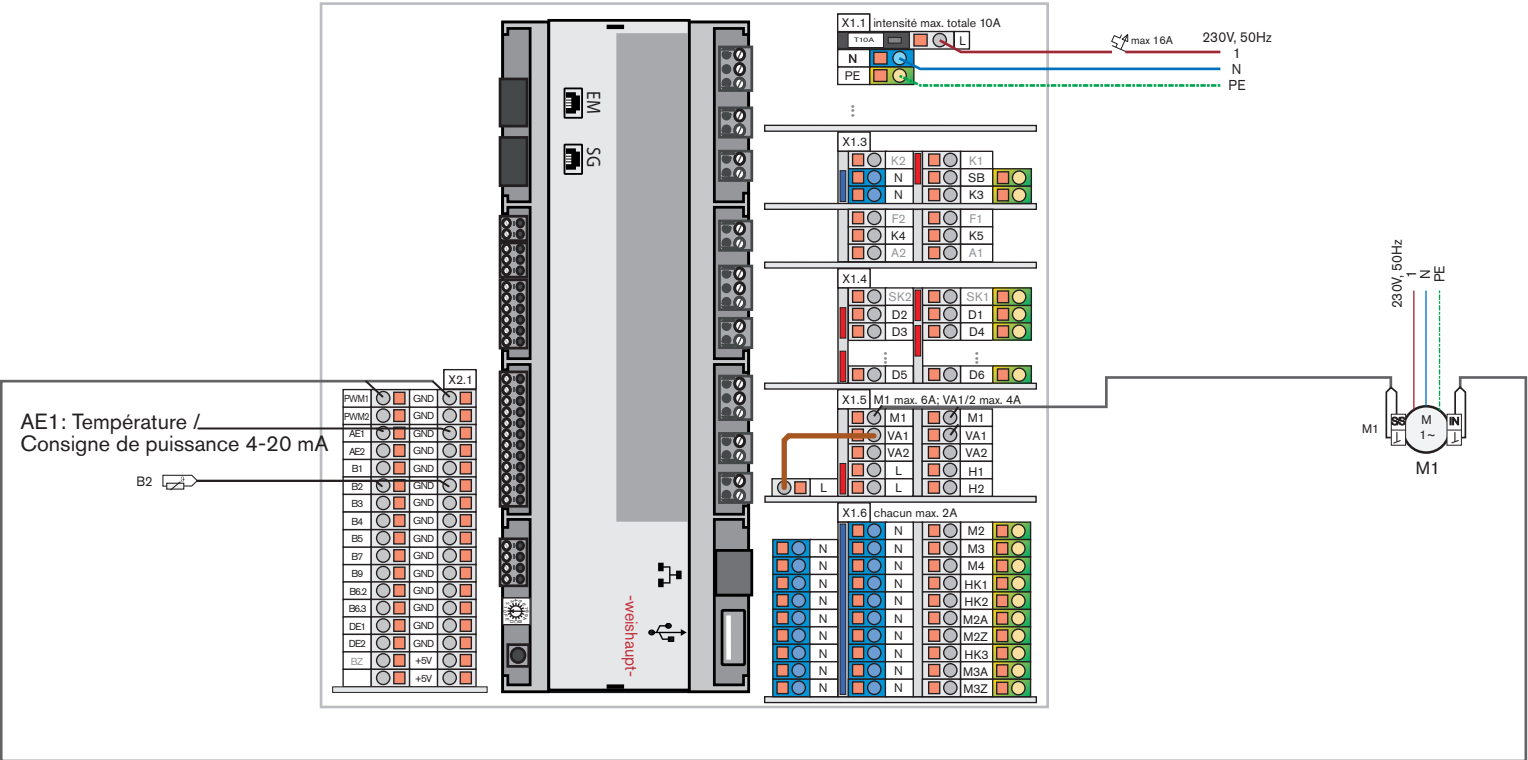 X1.1 intensité max. totale 10A
T10A L
N
PE
max 16A
230V, 50Hz
1
N
PE
EM
SG
X1.3
K2 K1
N SB
N K3
F2 F1
K4 K5
A2 A1
X1.4
SK2 SK1
D2 D1
D3 D4
D5 D6
X1.5 M1 max. 6A; VA1/2 max. 4A
M1 M1
VA1 VA1
VA2 VA2
L H1
L L H2
X1.6 chacun max. 2A
N M2
N N M3
N N M4
N N HK1
N N HK2
N N M2A
N N M2Z
N N HK3
N N M3A
N N M3Z
230V, 50Hz
1
N
PE
M1
SS
M
1~
IN
M1
X2.1
PWM1 GND
PWM2 GND
AE1 GND
AE2 GND
B1 GND
B2 GND
B3 GND
B4 GND
B5 GND
B7 GND
B9 GND
B6.2 GND
B6.3 GND
DE1 GND
DE2 GND
BZ +5V
+5V
AE1: Température /
Consigne de puissance 4-20 mA
B2
-weishaupt-